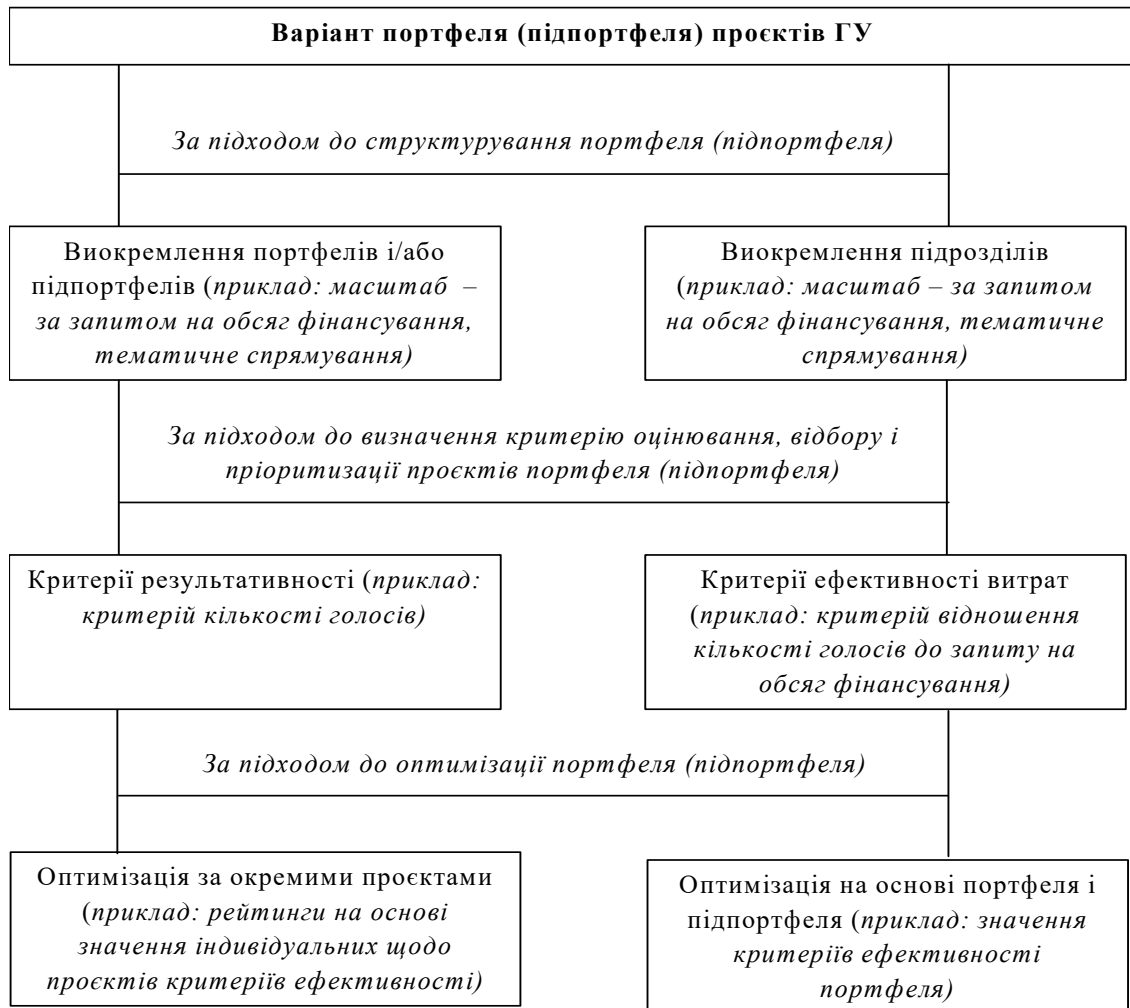 Варіант портфеля (підпортфеля) проєктів ГУ
За підходом до структурування портфеля (підпортфеля)
Виокремлення портфелів і/або
підпортфелів (приклад: масштаб –
за запитом на обсяг фінансування,
тематичне спрямування)
Виокремлення підрозділів
(приклад: масштаб – за запитом
на обсяг фінансування, тематичне
спрямування)
За підходом до визначення критерію оцінювання, відбору і
пріоритизації проєктів портфеля (підпортфеля)
Критерії результативності (приклад:
критерій кількості голосів)
Критерії ефективності витрат
(приклад: критерій відношення
кількості голосів до запиту на
обсяг фінансування)
За підходом до оптимізації портфеля (підпортфеля)
Оптимізація за окремими проєктами
(приклад: рейтинги на основі
значення індивідуальних щодо
проєктів критеріїв ефективності)
Оптимізація на основі портфеля і
підпортфеля (приклад: значення
критеріїв ефективності
портфеля)